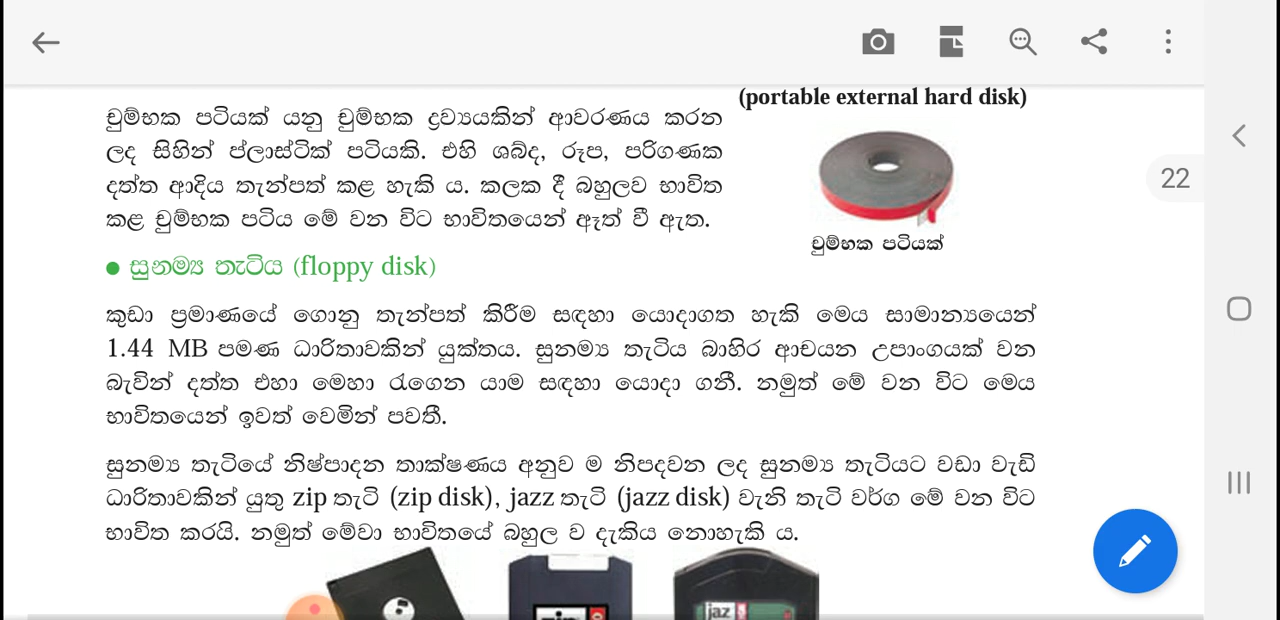 (portable external hard disk)
චුම්භක පටියක් යනු චුම්භක ද්‍රව්‍යයකින් ආවරණය කරන
ලද සිහින් ප්ලාස්ටික් පටියකි. එහි ශබ්ද, රූප, පරිගණක
දත්ත ආදිය තැන්පත් කළ හැකි ය. කලක දී බහුලව භාවිත
කළ චුම්භක පටිය මේ වන විට භාවිතයෙන් ඈත් වී ඇත.
චුම්භක පටියක්
22
● සුනම්‍ය තැටිය (floppy disk)
කුඩා ප්‍රමාණයේ ගොනු තැන්පත් කිරීම සඳහා යොදාගත හැකි මෙය සාමාන්‍යයෙන්
1.44 MB පමණ ධාරිතාවකින් යුක්තය. සුනම්‍ය තැටිය බාහිර ආචයන උපාංගයක් වන
බැවින් දත්ත එහා මෙහා රැගෙන යාම සඳහා යොදා ගනී. නමුත් මේ වන විට මෙය
භාවිතයෙන් ඉවත් වෙමින් පවතී.
සුනම්‍ය තැටියේ නිෂ්පාදන තාක්ෂණය අනුව ම නිපදවන ලද සුනම්‍ය තැටියට වඩා වැඩි
ධාරිතාවකින් යුතු zip තැටි (zip disk), jazz තැටි (jazz disk) වැනි තැටි වර්ග මේ වන විට
භාවිත කරයි. නමුත් මේවා භාවිතයේ බහුල ව දැකිය නොහැකි ය.
zip
jaz